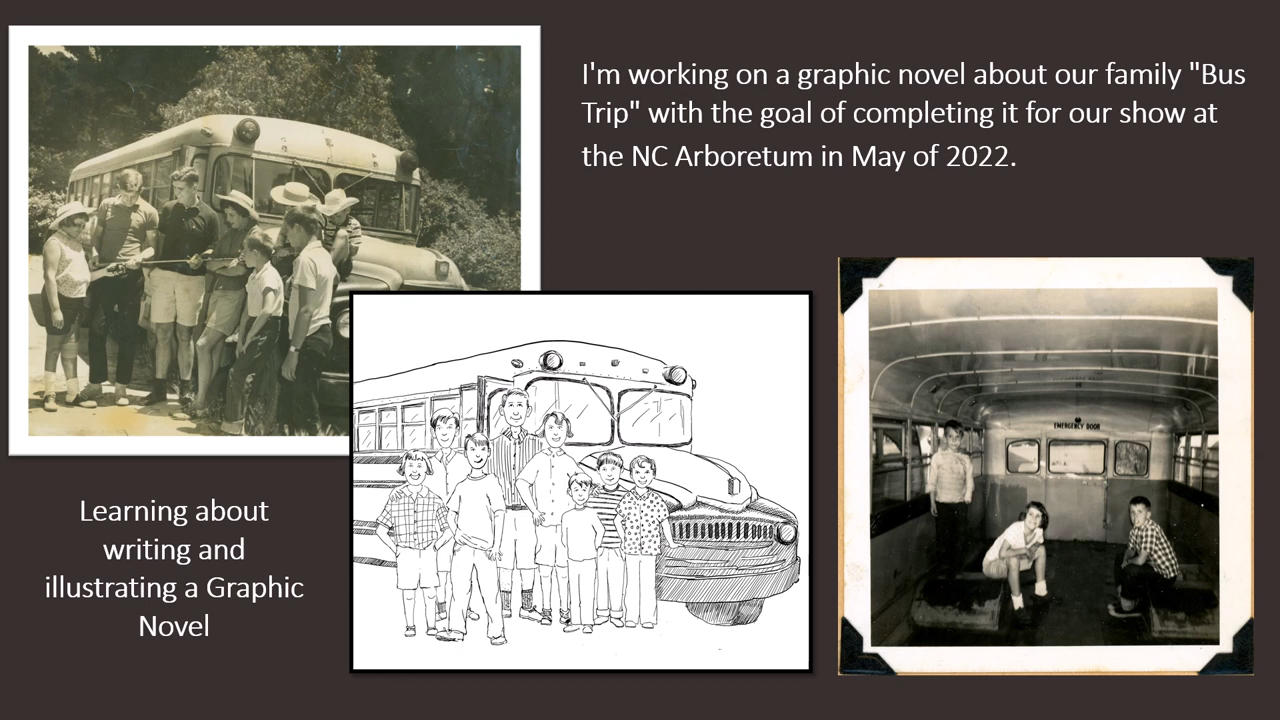 I'm working on a graphic novel about our family "Bus
Trip" with the goal of completing it for our show at
the NC Arboretum in May of 2022.
EMERGENCY DOOR
Learning about
writing and
illustrating a Graphic
Novel